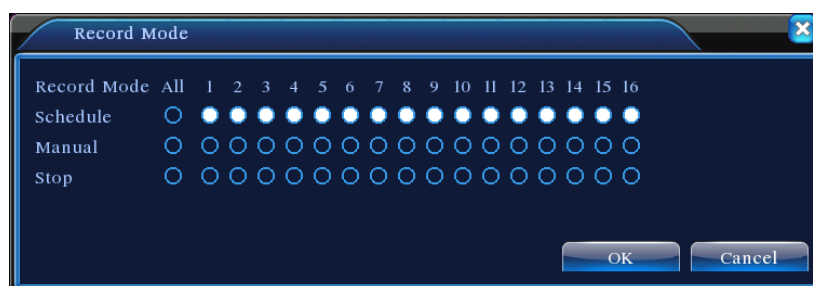 Record Mode
Record Mode All 1 2 3 4 5 6 7 8 9 10 11 12 13 14 15 16
Schedule
Manual
Stop
OK Cancel